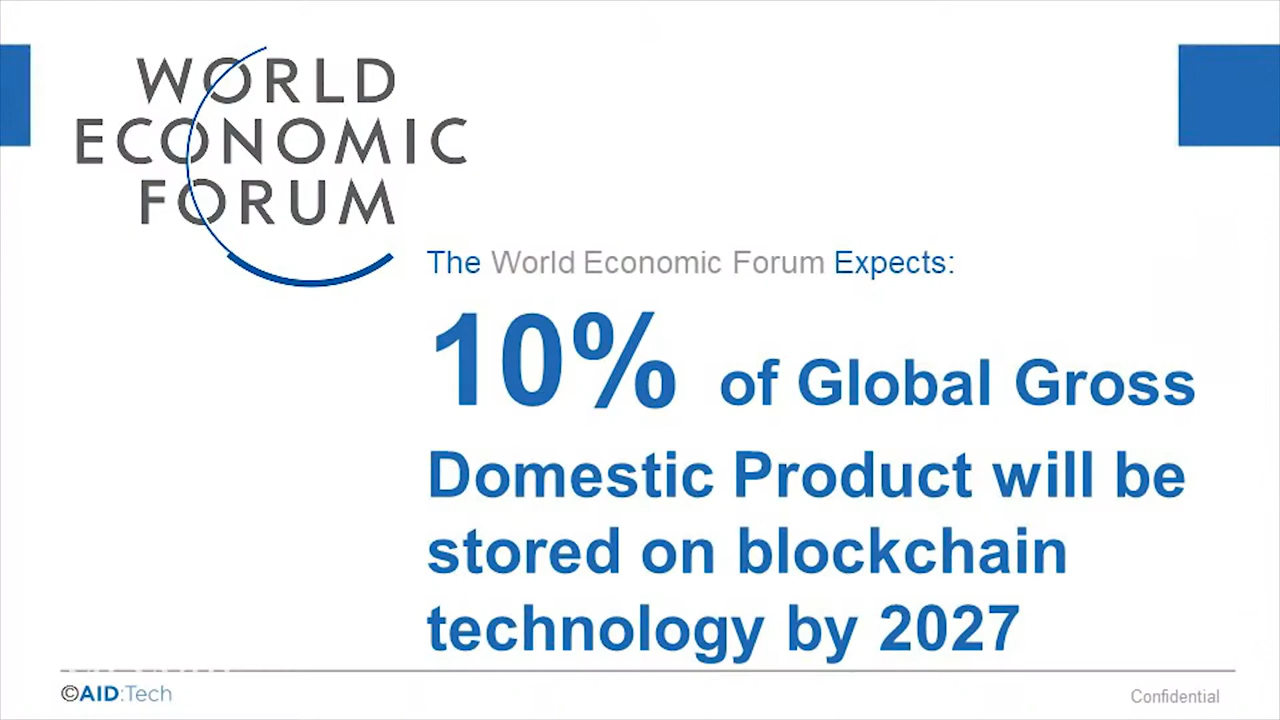 WORLD
ECONOMIC
FORUM
The World Economic Forum Expects:
10% of Global Gross
Domestic Product will be
stored on blockchain
technology by 2027
©AID:Tech
Confidential